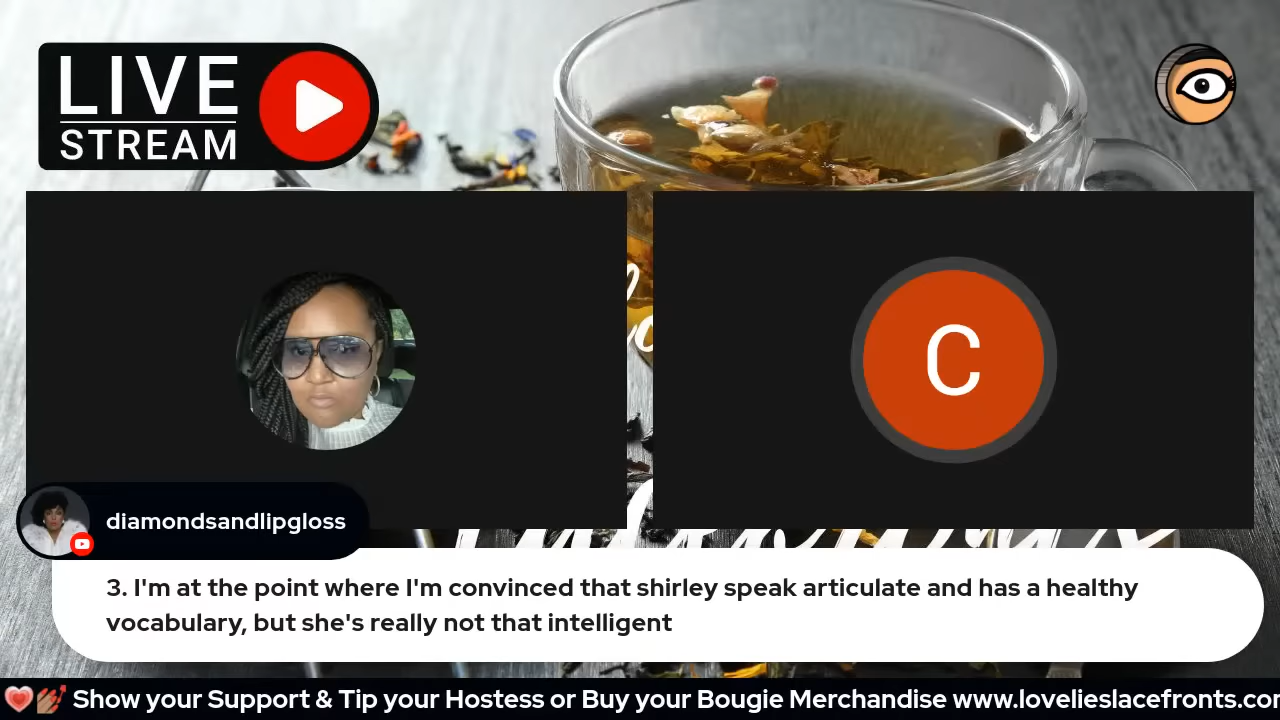 LIVE
STREAM
C
diamondsandlipgloss
3. I'm at the point where I'm convinced that shirley speak articulate and has a healthy
vocabulary, but she's really not that intelligent
Show your Support & Tip your Hostess or Buy your Bougie Merchandise www.lovelieslacefronts.com